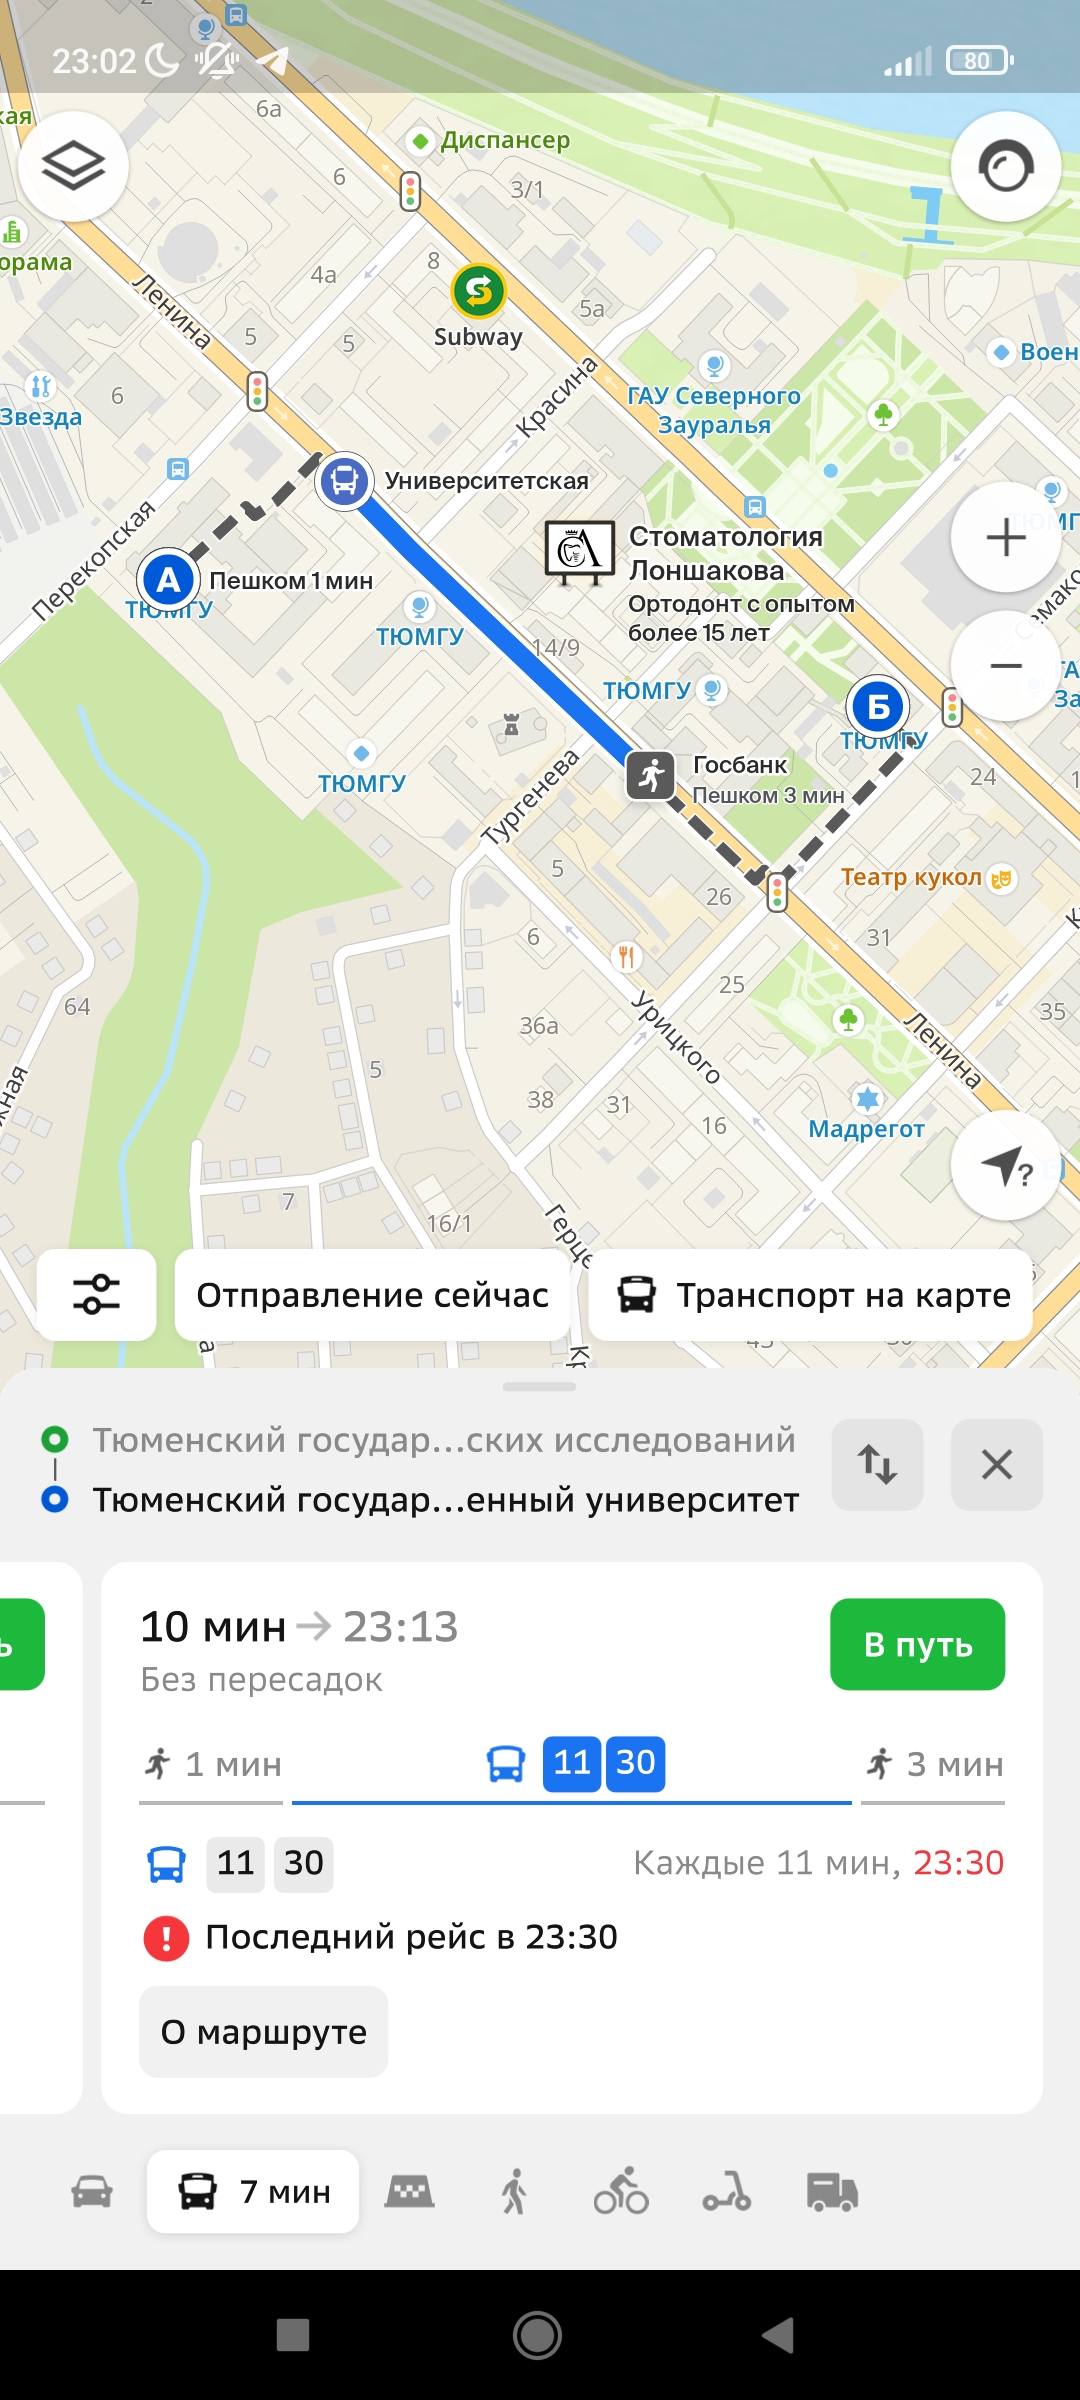 23:02
80
6а
Диспансер
6
3/1
8
4а
Subway
5а
Ленина
5
5
6
Звезда
Красина
ГАУ Северного
Зауралья
Университетская
Перекопская
А
Пешком 1 мин
ТЮМГУ
ТЮМГУ
Стоматология
Лоншакова
Ортодонт с опытом
более 15 лет
14/9
ТЮМГУ
Б
ТЮМГУ
ТЮМГУ
Тургенева
Госбанк
Пешком 3 мин
24
5
26
Театр кукол
6
31
25
64
36а
Урицкого
35
Ленина
5
38
31
16
Мадрегот
?
7
16/1
Отправление сейчас
Транспорт на карте
Тюменский государ...ских исследований
Тюменский государ...енный университет
10 мин → 23:13
Без пересадок
В путь
1 мин
11 30
3 мин
11 30
Каждые 11 мин, 23:30
! Последний рейс в 23:30
О маршруте
7 мин